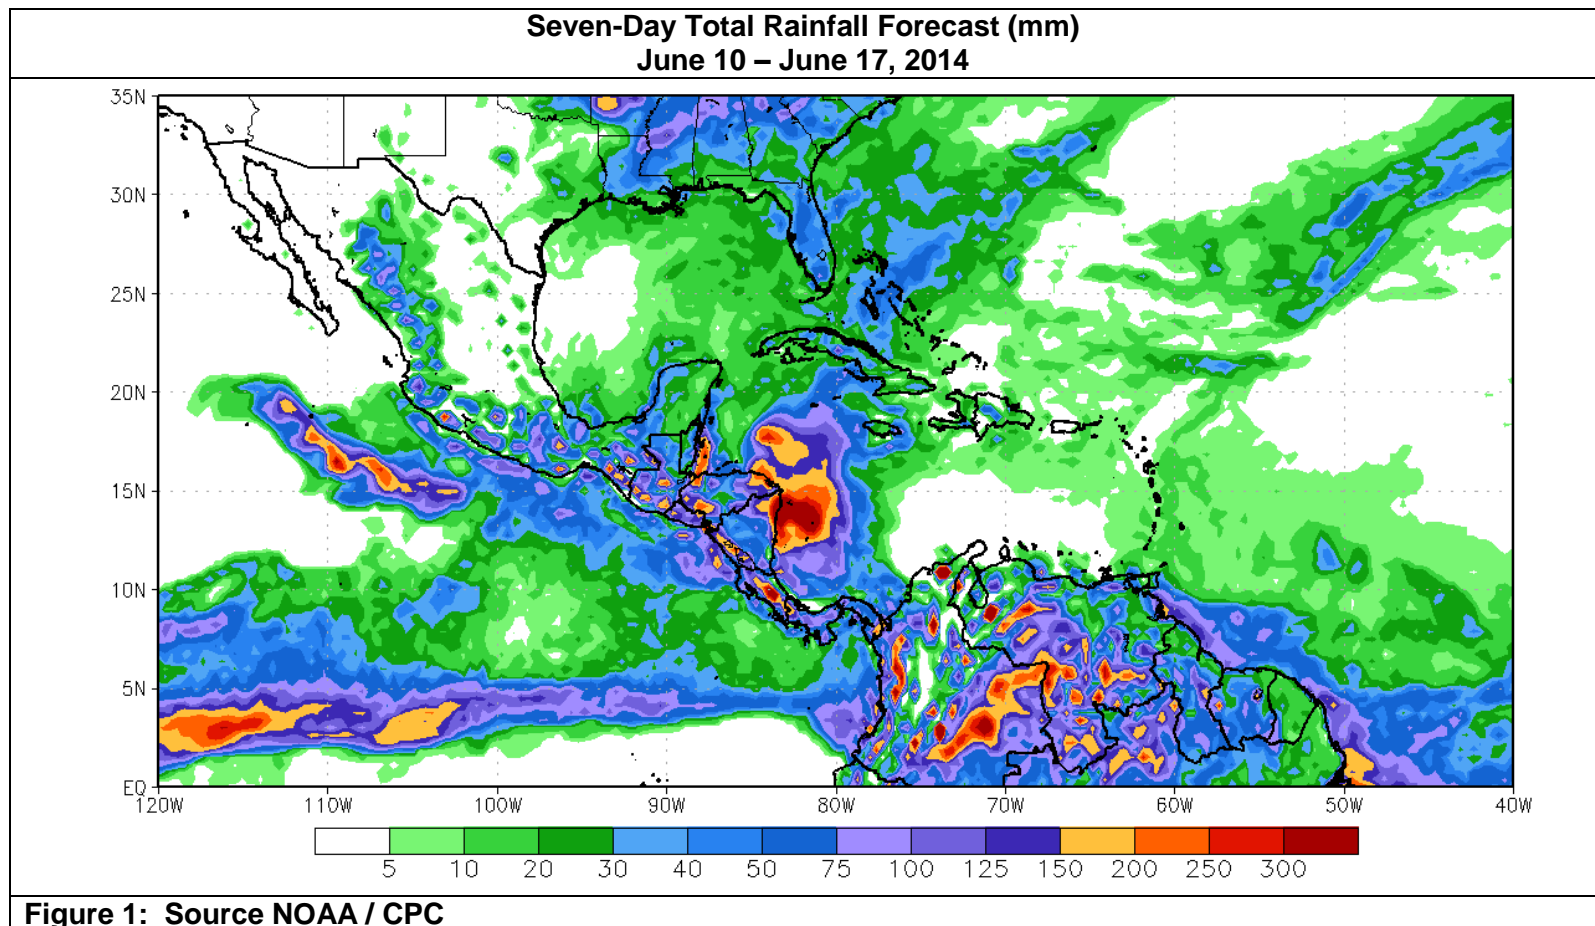 Seven-Day Total Rainfall Forecast (mm)
June 10 – June 17, 2014
35N
30N
25N
20N
15N
10N
5N
EQ
120W 110W 100W 90W 80W 70W 60W 50W 40W
5 10 20 30 40 50 75 100 125 150 200 250 300
Figure 1: Source NOAA / CPC